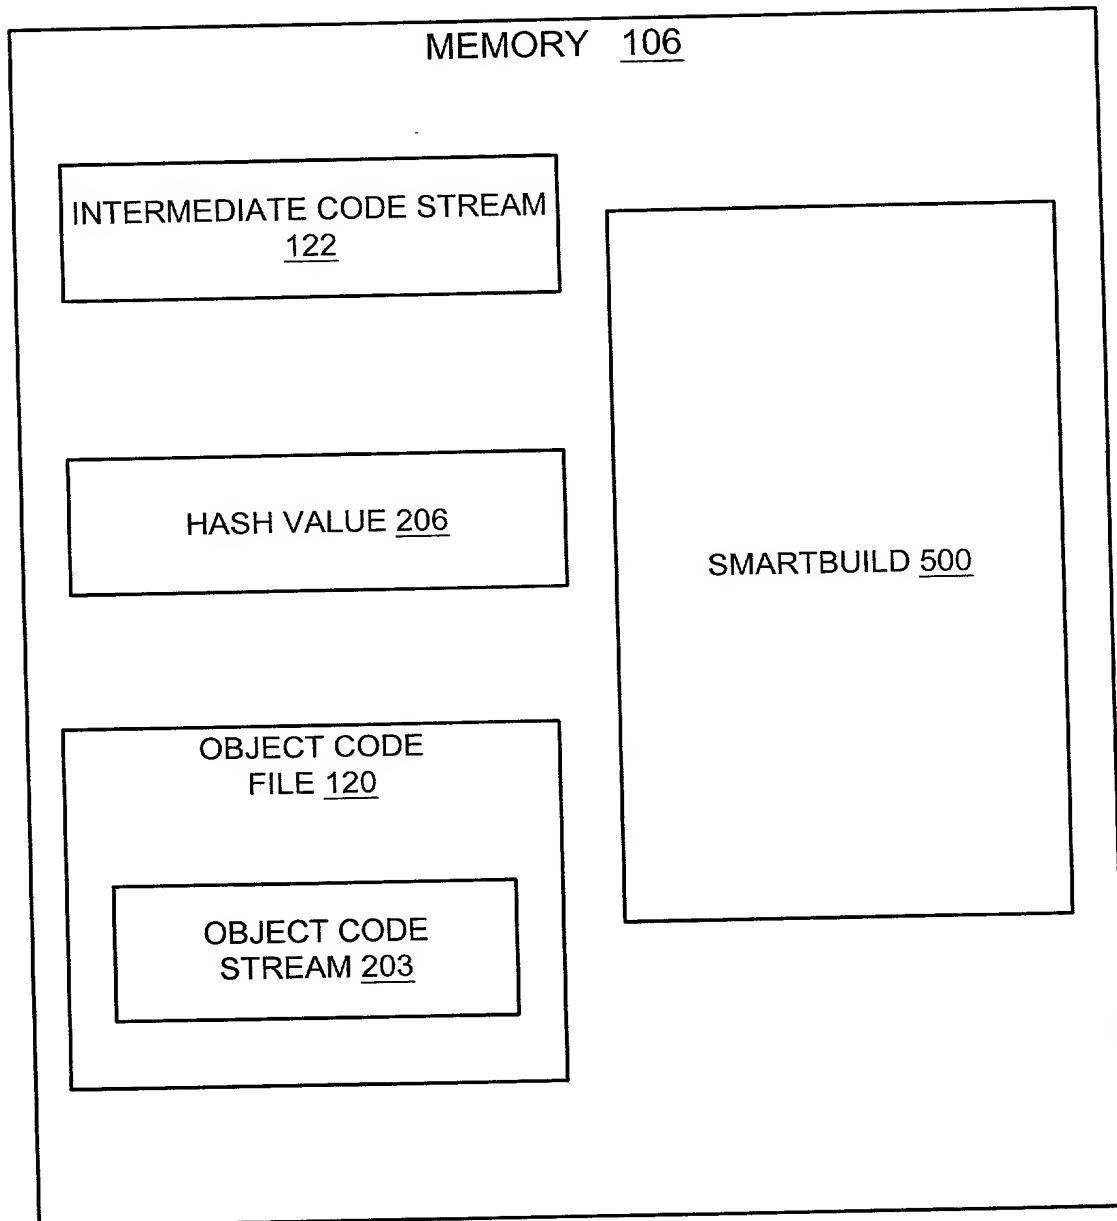 MEMORY 106
INTERMEDIATE CODE STREAM
122
HASH VALUE 206
SMARTBUILD 500
OBJECT CODE
FILE 120
OBJECT CODE
STREAM 203